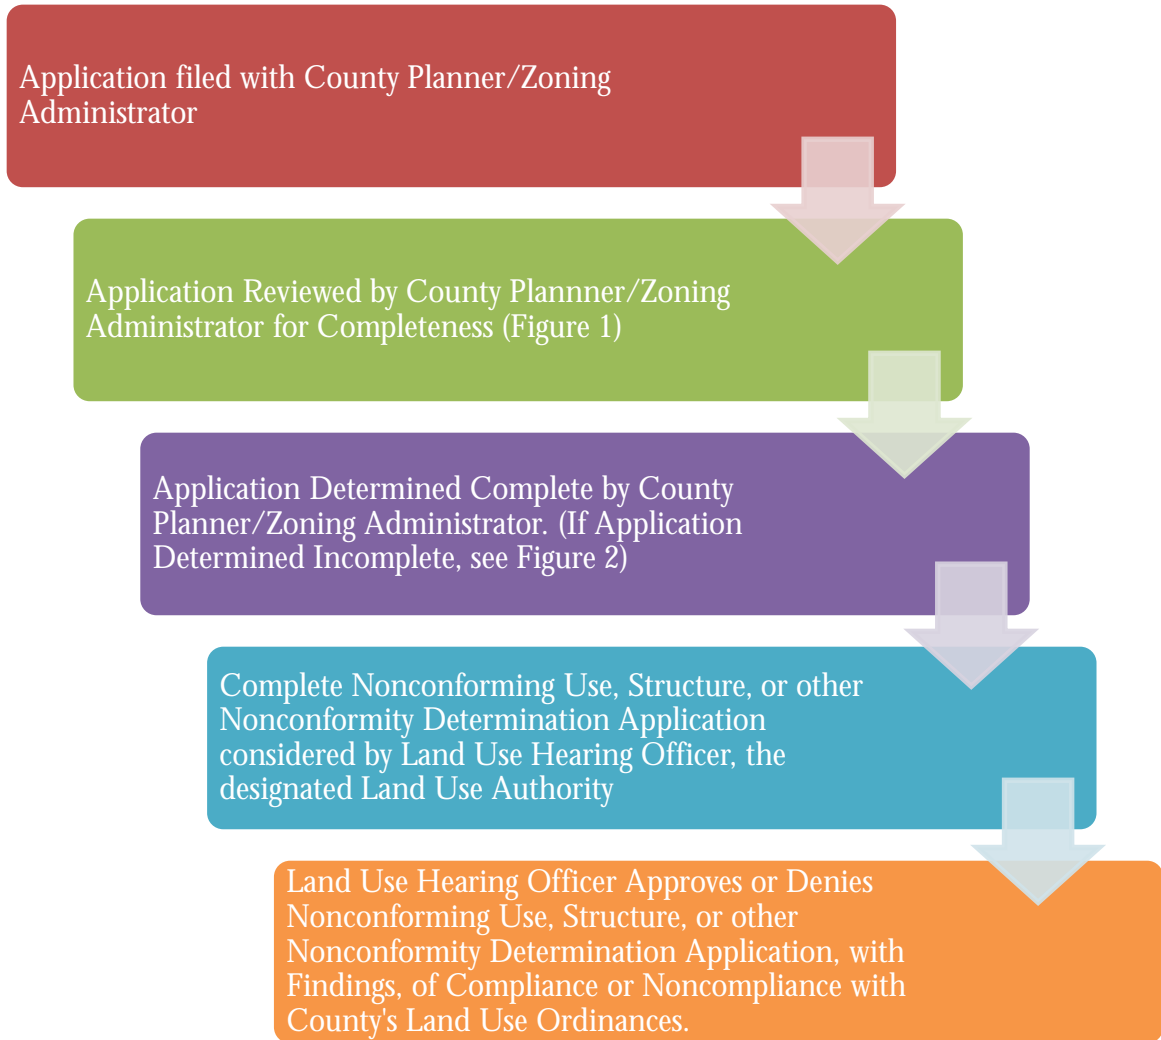 Application filed with County Planner/Zoning
Administrator
Application Reviewed by County Plannner/Zoning
Administrator for Completeness (Figure 1)
Application Determined Complete by County
Planner/Zoning Administrator. (If Application
Determined Incomplete, see Figure 2)
Complete Nonconforming Use, Structure, or other
Nonconformity Determination Application
considered by Land Use Hearing Officer, the
designated Land Use Authority
Land Use Hearing Officer Approves or Denies
Nonconforming Use, Structure, or other
Nonconformity Determination Application, with
Findings, of Compliance or Noncompliance with
County's Land Use Ordinances.